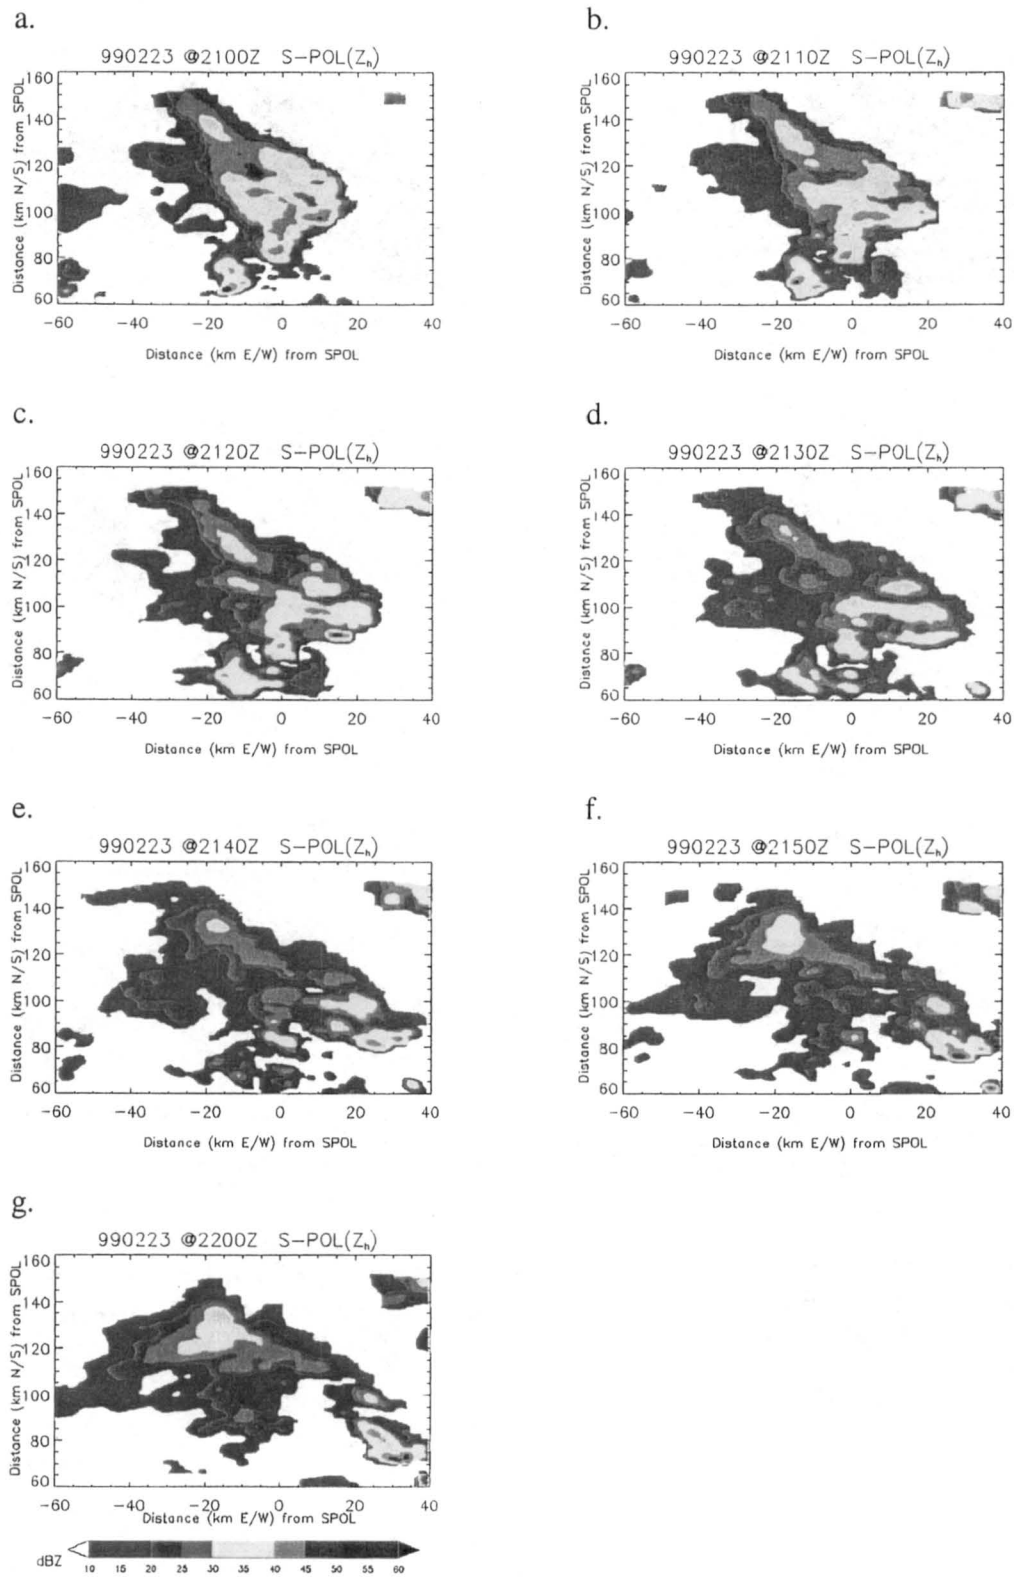 a.
990223 @2100Z S-POL(Zh)
Distance (km N/S) from SPOL
160
140
120
100
80
60
-60 -40 -20 0 20 40
Distance (km E/W) from SPOL
b.
990223 @2110Z S-POL(Zh)
Distance (km N/S) from SPOL
160
140
120
100
80
60
-60 -40 -20 0 20 40
Distance (km E/W) from SPOL
c.
990223 @2120Z S-POL(Zh)
Distance (km N/S) from SPOL
160
140
120
100
80
60
-60 -40 -20 0 20 40
Distance (km E/W) from SPOL
d.
990223 @2130Z S-POL(Zh)
Distance (km N/S) from SPOL
160
140
120
100
80
60
-60 -40 -20 0 20 40
Distance (km E/W) from SPOL
e.
990223 @2140Z S-POL(Zh)
Distance (km N/S) from SPOL
160
140
120
100
80
60
-60 -40 -20 0 20 40
Distance (km E/W) from SPOL
f.
990223 @2150Z S-POL(Zh)
Distance (km N/S) from SPOL
160
140
120
100
80
60
-60 -40 -20 0 20 40
Distance (km E/W) from SPOL
g.
990223 @2200Z S-POL(Zh)
Distance (km N/S) from SPOL
160
140
120
100
80
60
-60 -40 -20 0 20 40
Distance (km E/W) from SPOL
dBZ
10 15 20 25 30 35 40 45 50 55 60